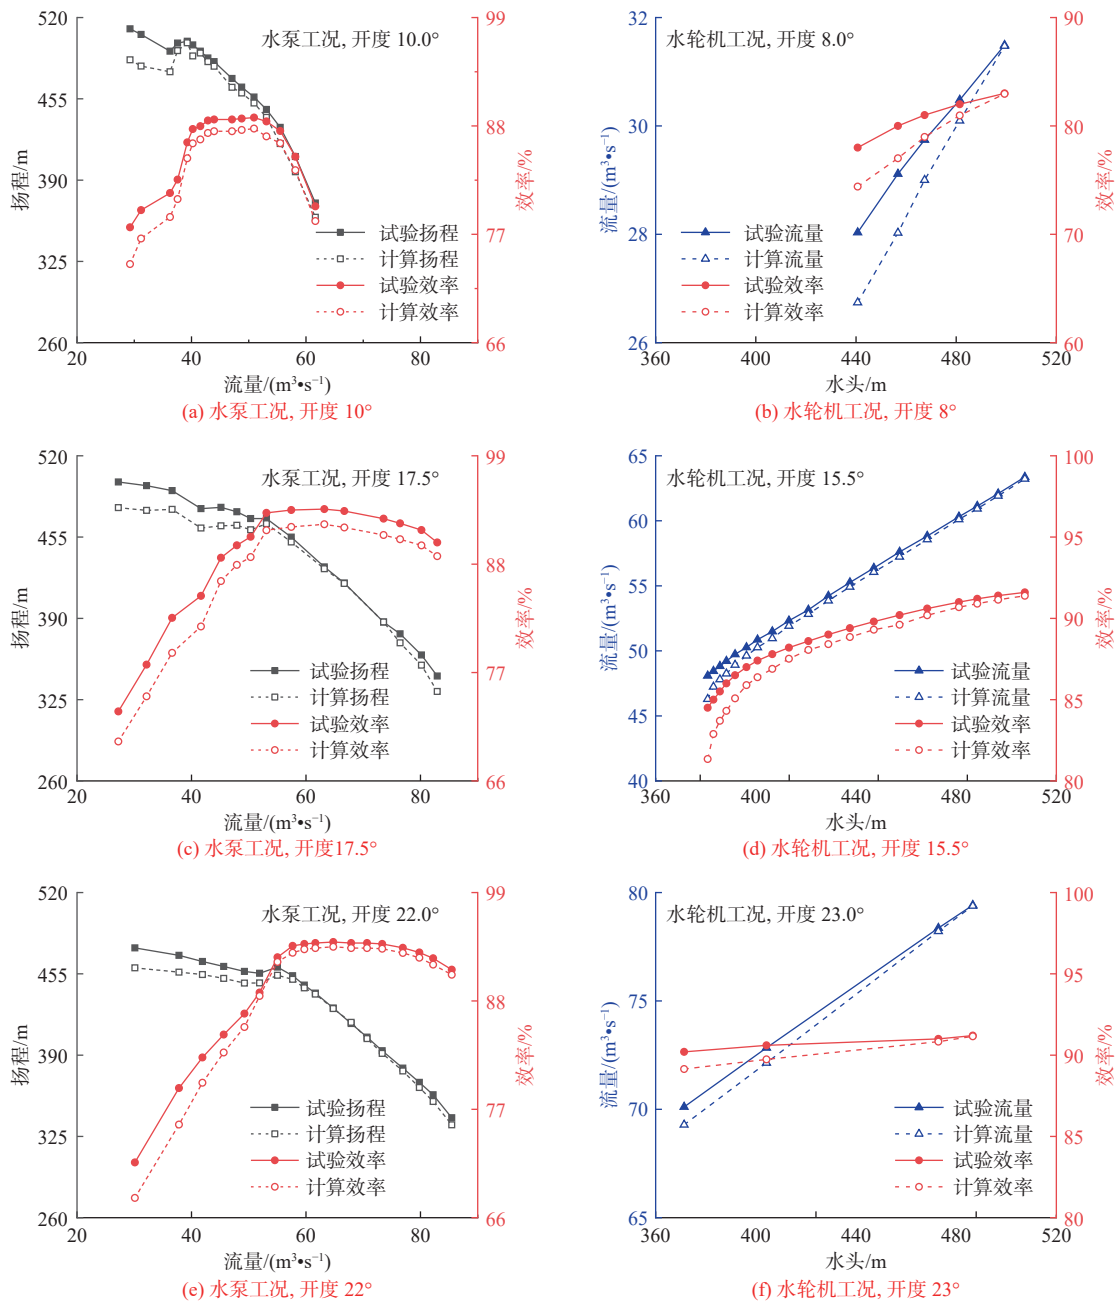 水泵工况, 开度 10.0°
扬程/m
520
455
390
325
260
99
88
77
66
效率/%
试验扬程
计算扬程
试验效率
计算效率
20
40
60
80
流量/(m³•s⁻¹)
(a) 水泵工况, 开度 10°
水轮机工况, 开度 8.0°
流量/(m³•s⁻¹)
32
30
28
26
90
80
70
60
效率/%
试验流量
计算流量
试验效率
计算效率
360
400
440
480
520
水头/m
(b) 水轮机工况, 开度 8°
水泵工况, 开度 17.5°
扬程/m
520
455
390
325
260
99
88
77
66
效率/%
试验扬程
计算扬程
试验效率
计算效率
20
40
60
80
流量/(m³•s⁻¹)
(c) 水泵工况, 开度17.5°
水轮机工况, 开度 15.5°
流量/(m³•s⁻¹)
65
60
55
50
45
40
100
95
90
85
80
效率/%
试验流量
计算流量
试验效率
计算效率
360
400
440
480
520
水头/m
(d) 水轮机工况, 开度 15.5°
水泵工况, 开度 22.0°
扬程/m
520
455
390
325
260
99
88
77
66
效率/%
试验扬程
计算扬程
试验效率
计算效率
20
40
60
80
流量/(m³•s⁻¹)
(e) 水泵工况, 开度 22°
水轮机工况, 开度 23.0°
流量/(m³•s⁻¹)
80
75
70
65
100
95
90
85
80
效率/%
试验流量
计算流量
试验效率
计算效率
360
400
440
480
520
水头/m
(f) 水轮机工况, 开度 23°